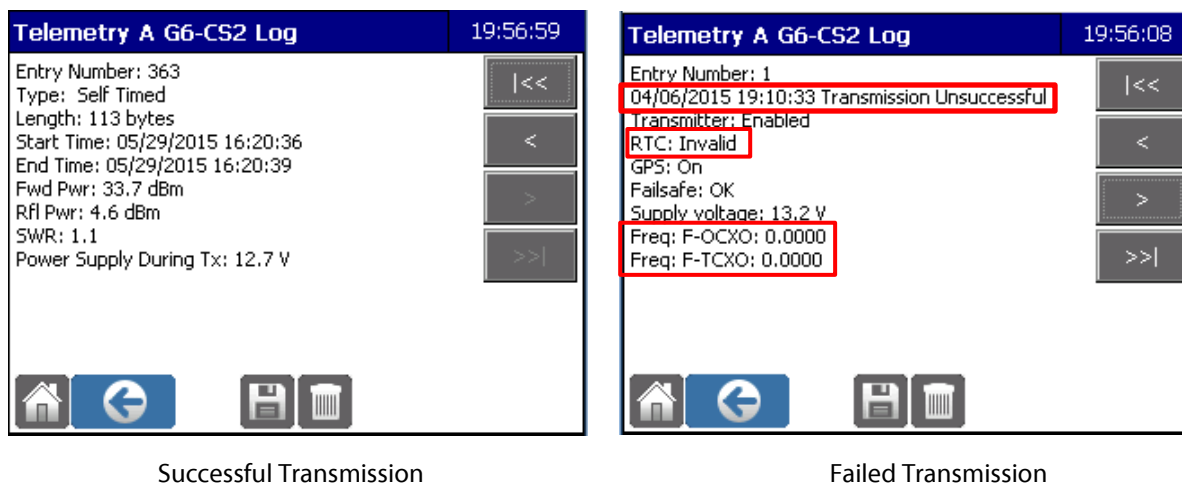 Telemetry A G6-CS2 Log 19:56:59
Entry Number: 363
Type: Self Timed
Length: 113 bytes
Start Time: 05/29/2015 16:20:36
End Time: 05/29/2015 16:20:39
Fwd Pwr: 33.7 dBm
Rfl Pwr: 4.6 dBm
SWR: 1.1
Power Supply During Tx: 12.7 V
|<<
<
>
>>|
Successful Transmission
Telemetry A G6-CS2 Log 19:56:08
Entry Number: 1
04/06/2015 19:10:33 Transmission Unsuccessful
Transmitter: Enabled
RTC: Invalid
GPS: On
Failsafe: OK
Supply voltage: 13.2 V
Freq: F-OCXO: 0.0000
Freq: F-TCXO: 0.0000
|<<
<
>
>>|
Failed Transmission